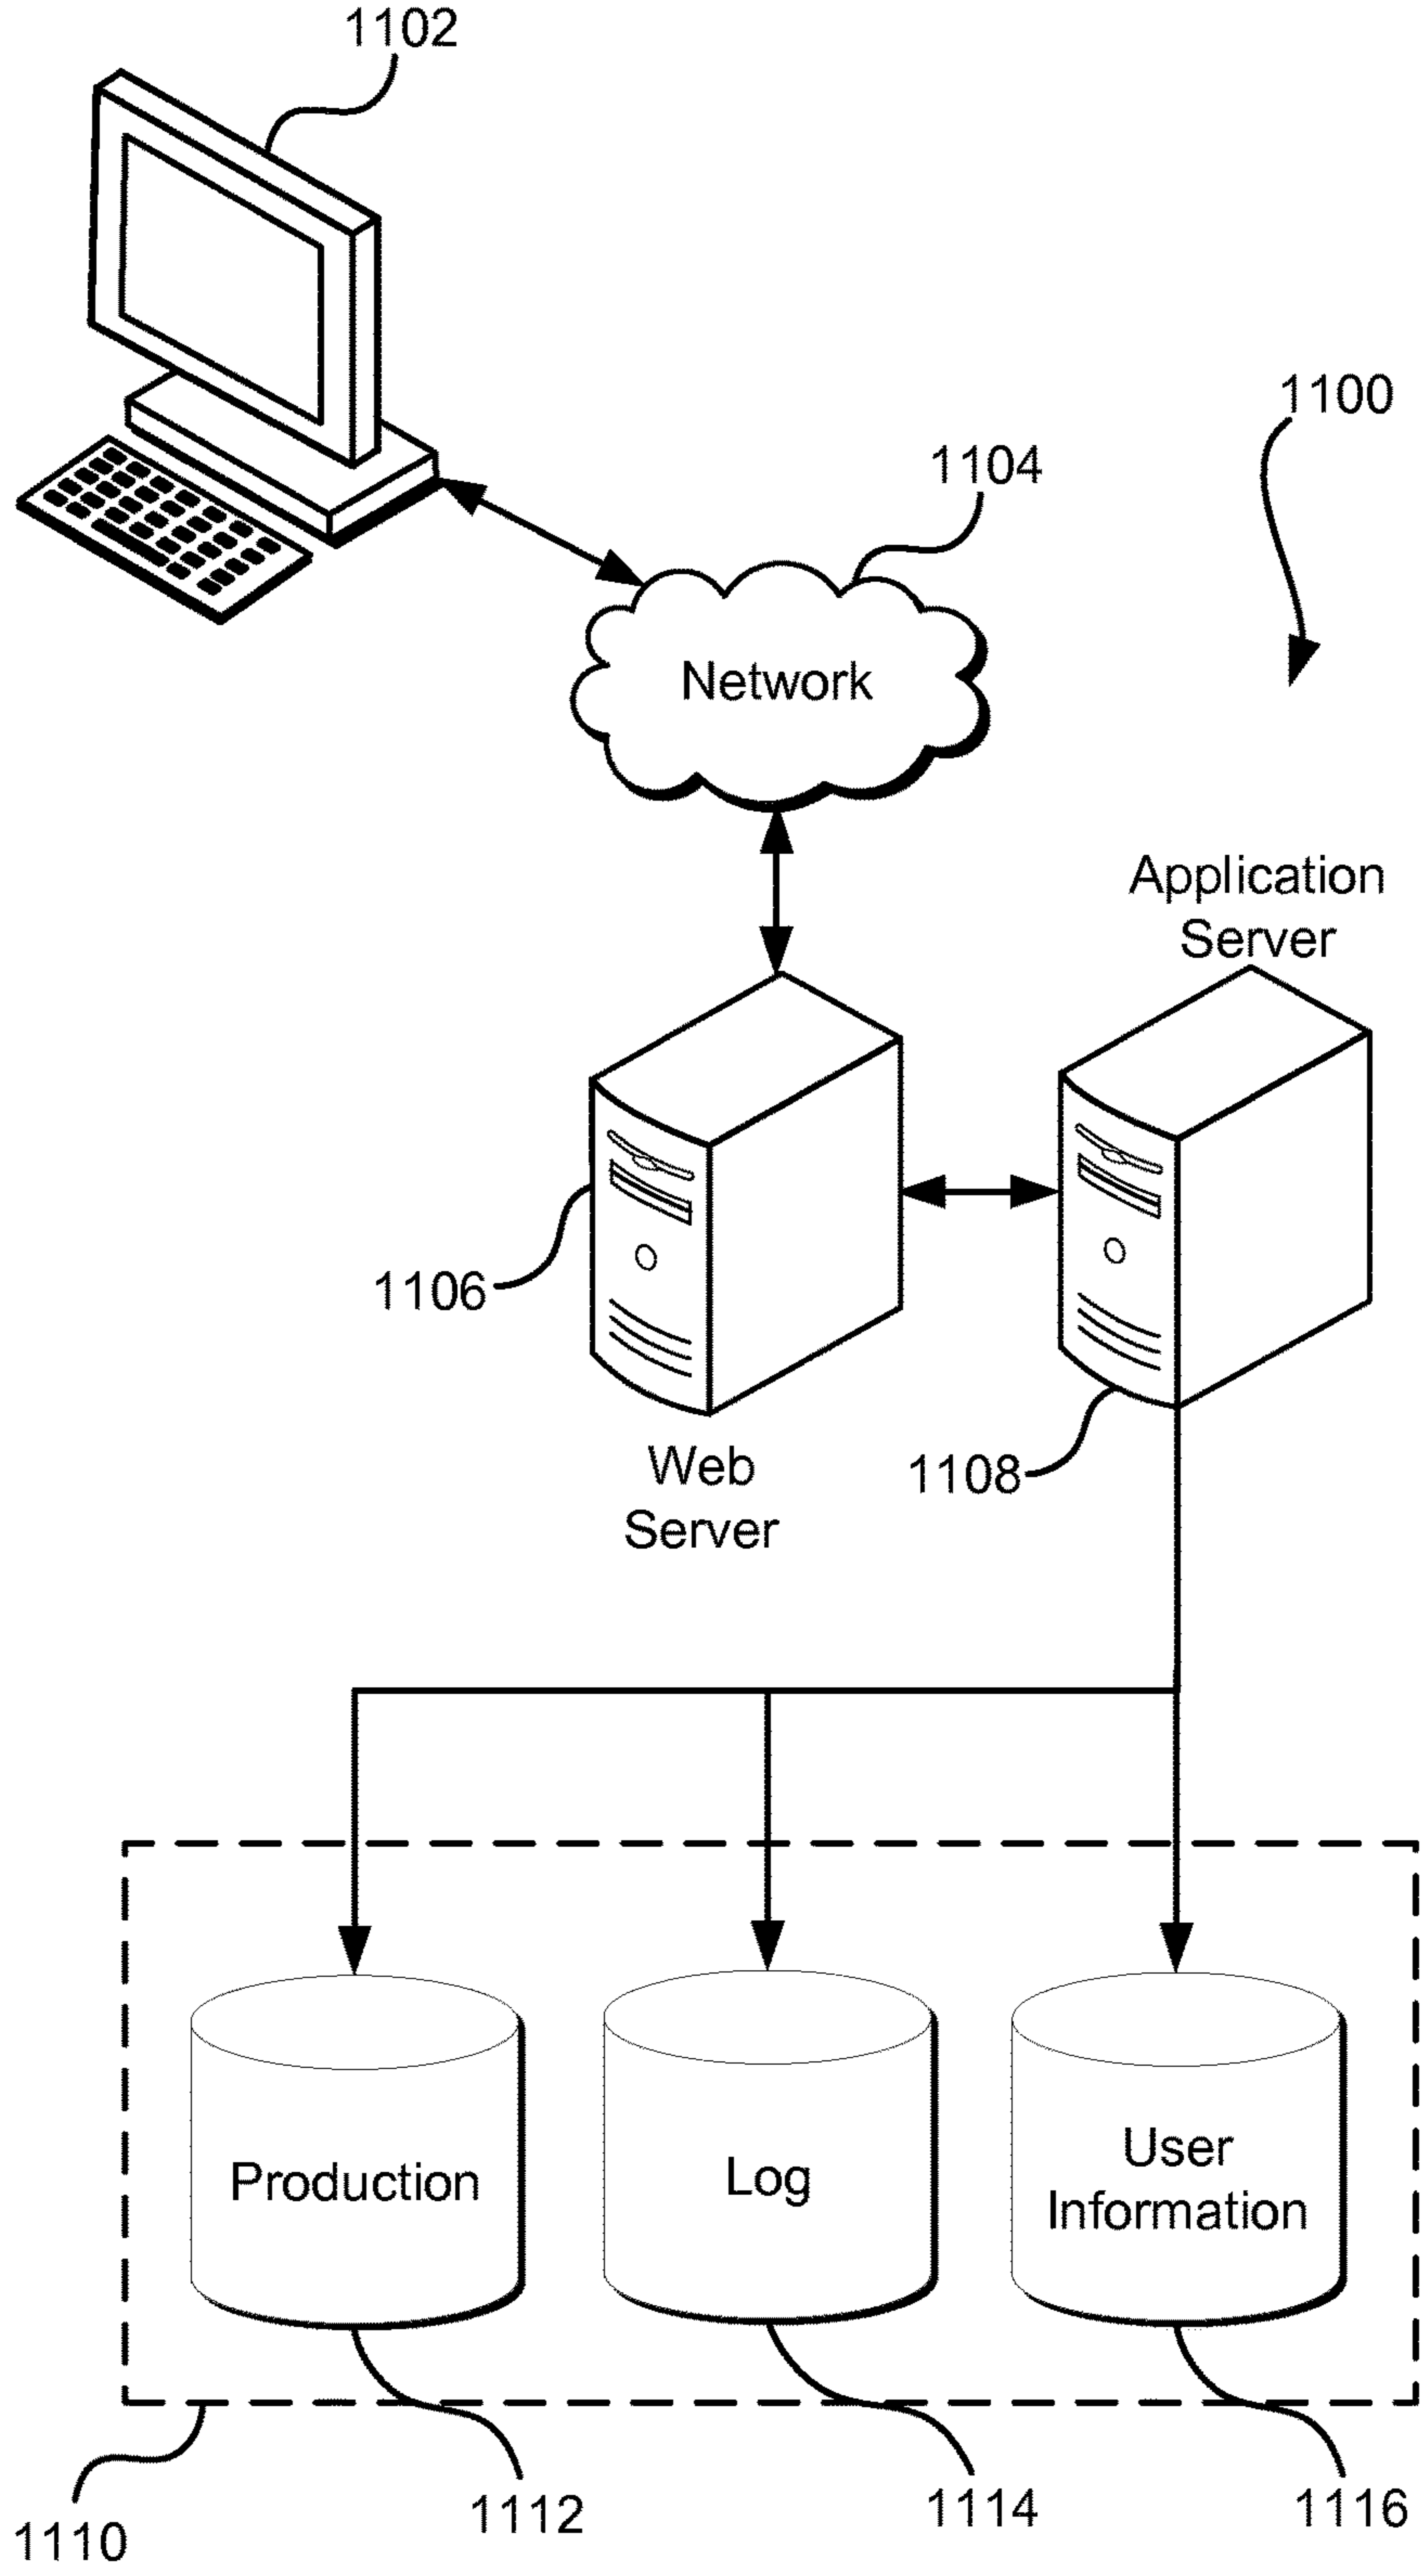 1102
1100
1104
Network
Application
Server
1106
1108
Web
Server
Production
Log
User
Information
1110
1112
1114
1116